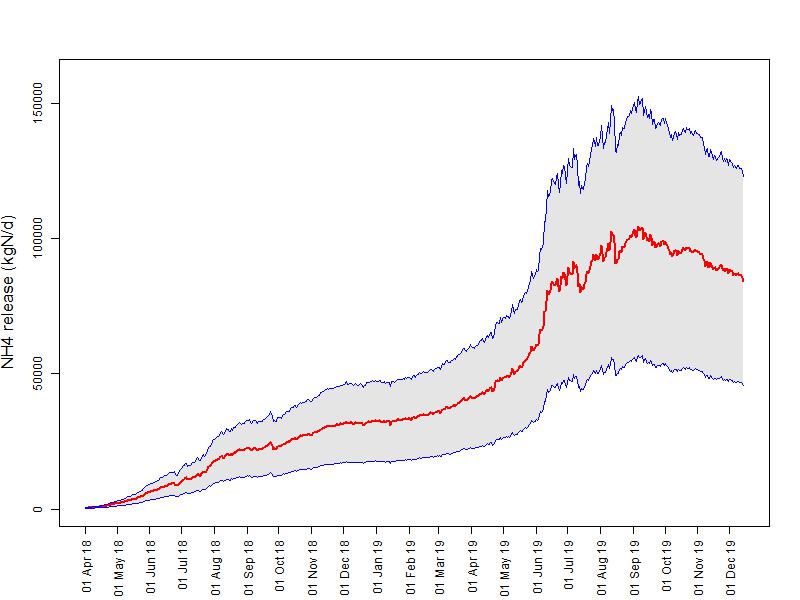 150000
100000
50000
0
NH4 release (kgN/d)
01 Apr 18
01 May 18
01 Jun 18
01 Jul 18
01 Aug 18
01 Sep 18
01 Oct 18
01 Nov 18
01 Dec 18
01 Jan 19
01 Feb 19
01 Mar 19
01 Apr 19
01 May 19
01 Jun 19
01 Jul 19
01 Aug 19
01 Sep 19
01 Oct 19
01 Nov 19
01 Dec 19